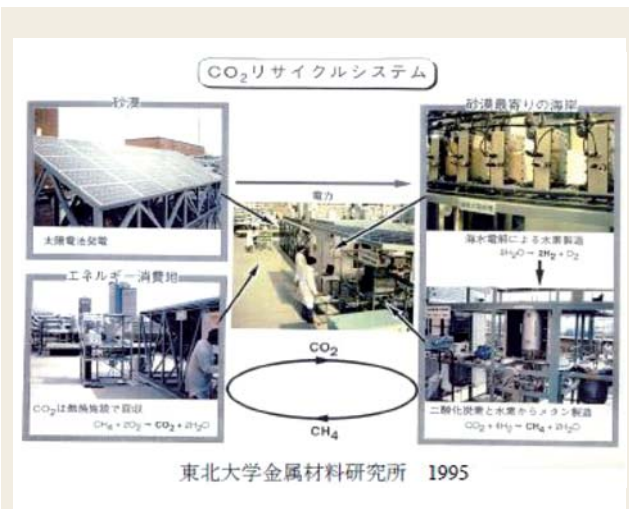 CO₂リサイクルシステム
砂漠
太陽電池発電
電力
砂漠最寄りの海岸
海水電解による水素製造
2H₂O→2H₂+O₂
エネルギー消費地
CO₂は燃焼施設で回収
CH₄+2O₂→CO₂+2H₂O
CO₂
CH₄
二酸化炭素と水素からメタン製造
CO₂+4H₂→CH₄+2H₂O
東北大学金属材料研究所 1995